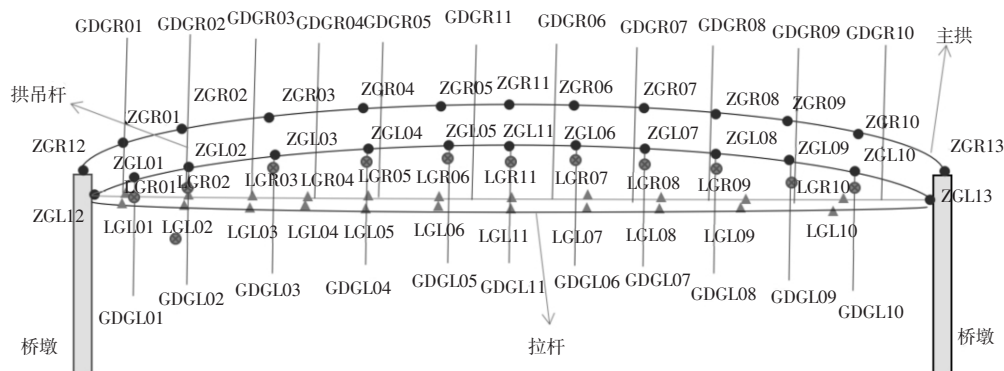 GDGR01 GDGR02 GDGR03 GDGR04 GDGR05 GDGR11 GDGR06 GDGR07 GDGR08 GDGR09 GDGR10
主拱
拱吊杆
ZGR12 ZGR01 ZGR02 ZGR03 ZGR04 ZGR05 ZGR11 ZGR06 ZGR07 ZGR08 ZGR09 ZGR10 ZGR13
ZGL12 ZGL01 ZGL02 ZGL03 ZGL04 ZGL05 ZGL11 ZGL06 ZGL07 ZGL08 ZGL09 ZGL10 ZGL13
LGR01 LGR02 LGR03 LGR04 LGR05 LGR06 LGR11 LGR07 LGR08 LGR09 LGR10
LGL01 LGL02 LGL03 LGL04 LGL05 LGL06 LGL11 LGL07 LGL08 LGL09 LGL10
GDGL01 GDGL02 GDGL03 GDGL04 GDGL05 GDGL11 GDGL06 GDGL07 GDGL08 GDGL09 GDGL10
桥墩 拉杆 桥墩